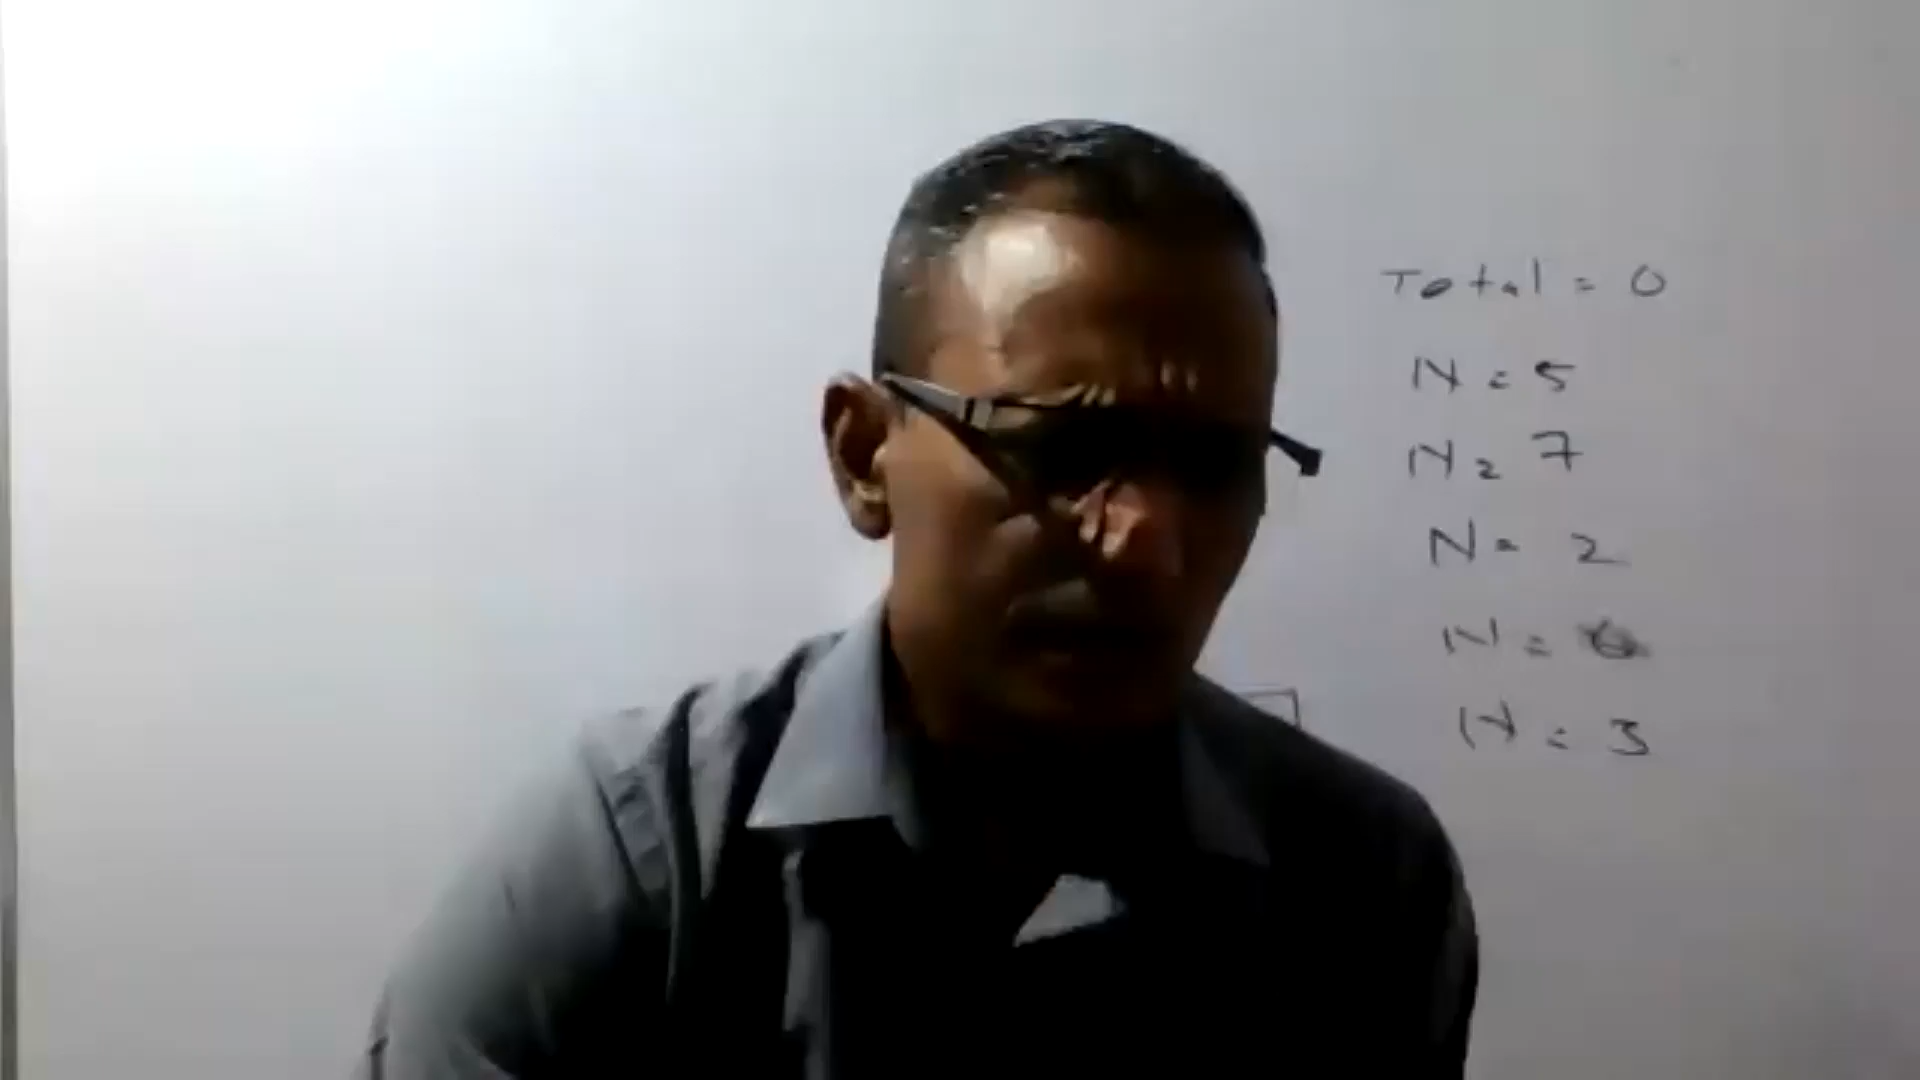 Total = 0
N = 5
N = 7
N = 2
N =
N = 3